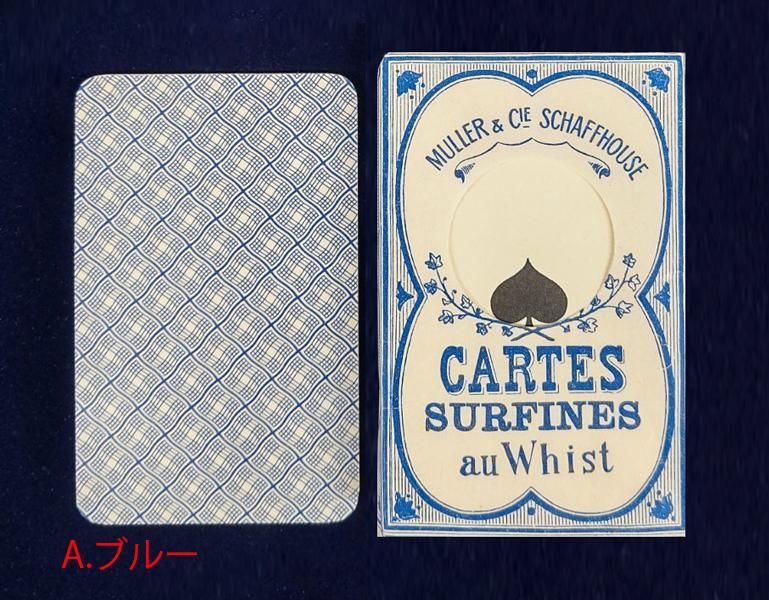 MULLER & CIE SCHAFFHOUSE
CARTES
SURFINES
au Whist
A.ブルー